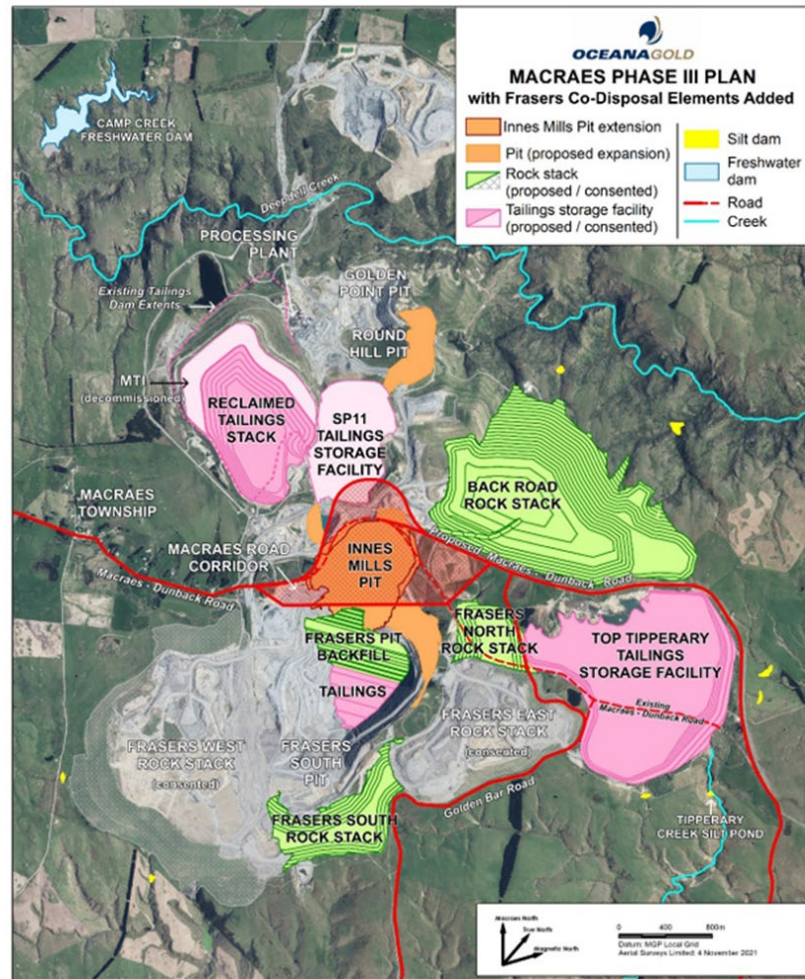 OCEANAGOLD
MACRAES PHASE III PLAN
with Frasers Co-Disposal Elements Added
Innes Mills Pit extension
Pit (proposed expansion)
Rock stack
(proposed / consented)
Tailings storage facility
(proposed / consented)
Silt dam
Freshwater
dam
Road
Creek
CAMP CREEK
FRESHWATER DAM
Deepdell Creek
PROCESSING
PLANT
Existing Tailings
Dam Extents
GOLDEN
POINT PIT
ROUND
HILL PIT
MTI
(decommissioned)
RECLAIMED
TAILINGS
STACK
SP11
TAILINGS
STORAGE
FACILITY
BACK ROAD
ROCK STACK
MACRAES
TOWNSHIP
MACRAES ROAD
CORRIDOR
INNES
MILLS
PIT
Proposed Macraes - Dunback Road
Macraes - Dunback Road
FRASERS PIT
BACKFILL
TAILINGS
FRASERS
NORTH
ROCK STACK
TOP TIPPERARY
TAILINGS
STORAGE FACILITY
Existing
Macraes - Dunback Road
FRASERS WEST
ROCK STACK
(consented)
FRASERS
SOUTH
PIT
FRASERS EAST
ROCK STACK
(consented)
Golden Bar Road
FRASERS SOUTH
ROCK STACK
TIPPERARY
CREEK SILT POND
Macraes North
True North
Magnetic North
0 400 800m
Datum: MGP Local Grid
Aerial Surveys Limited: 4 November 2021